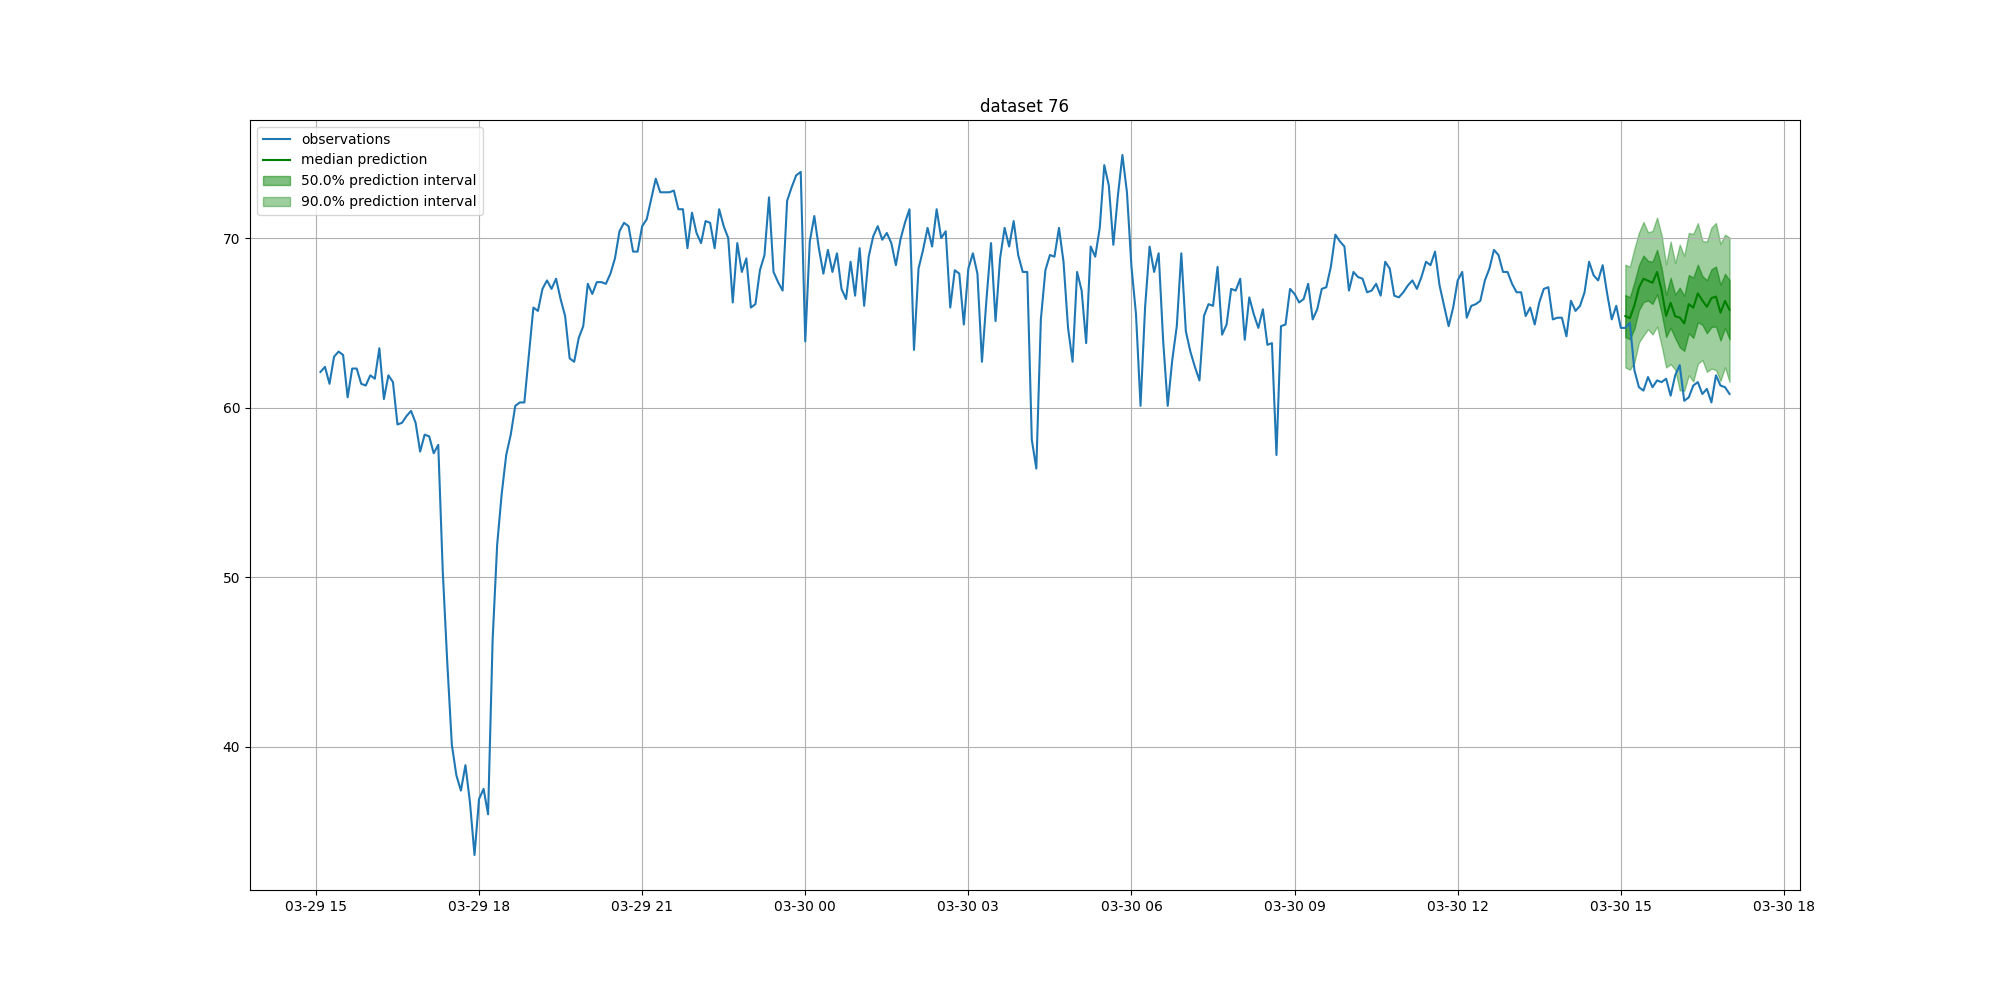 dataset 76
observations
median prediction
50.0% prediction interval
90.0% prediction interval
70
60
50
40
03-29 15
03-29 18
03-29 21
03-30 00
03-30 03
03-30 06
03-30 09
03-30 12
03-30 15
03-30 18